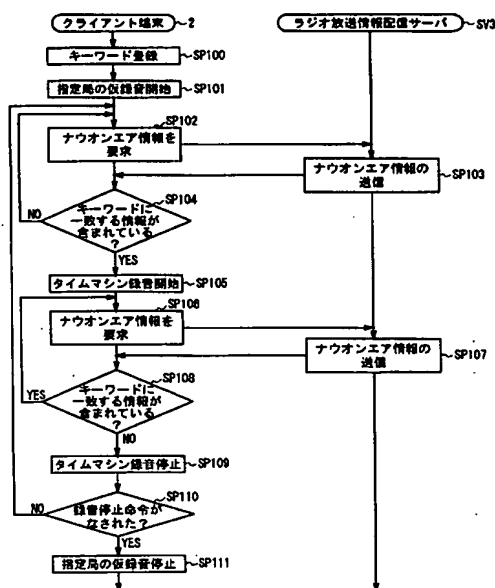 クライアント端末
2
ラジオ放送情報配信サーバ
SV3
キーワード登録
SP100
指定局の仮録音開始
SP101
SP102
ナウオンエア情報を
要求
ナウオンエア情報の
送信
SP103
SP104
キーワードに
一致する情報が
含まれている
?
NO
YES
タイムマシン録音開始
SP105
SP106
ナウオンエア情報を
要求
ナウオンエア情報の
送信
SP107
SP108
キーワードに
一致する情報が
含まれている
?
YES
NO
タイムマシン録音停止
SP109
SP110
録音停止命令が
なされた?
NO
YES
指定局の仮録音停止
SP111